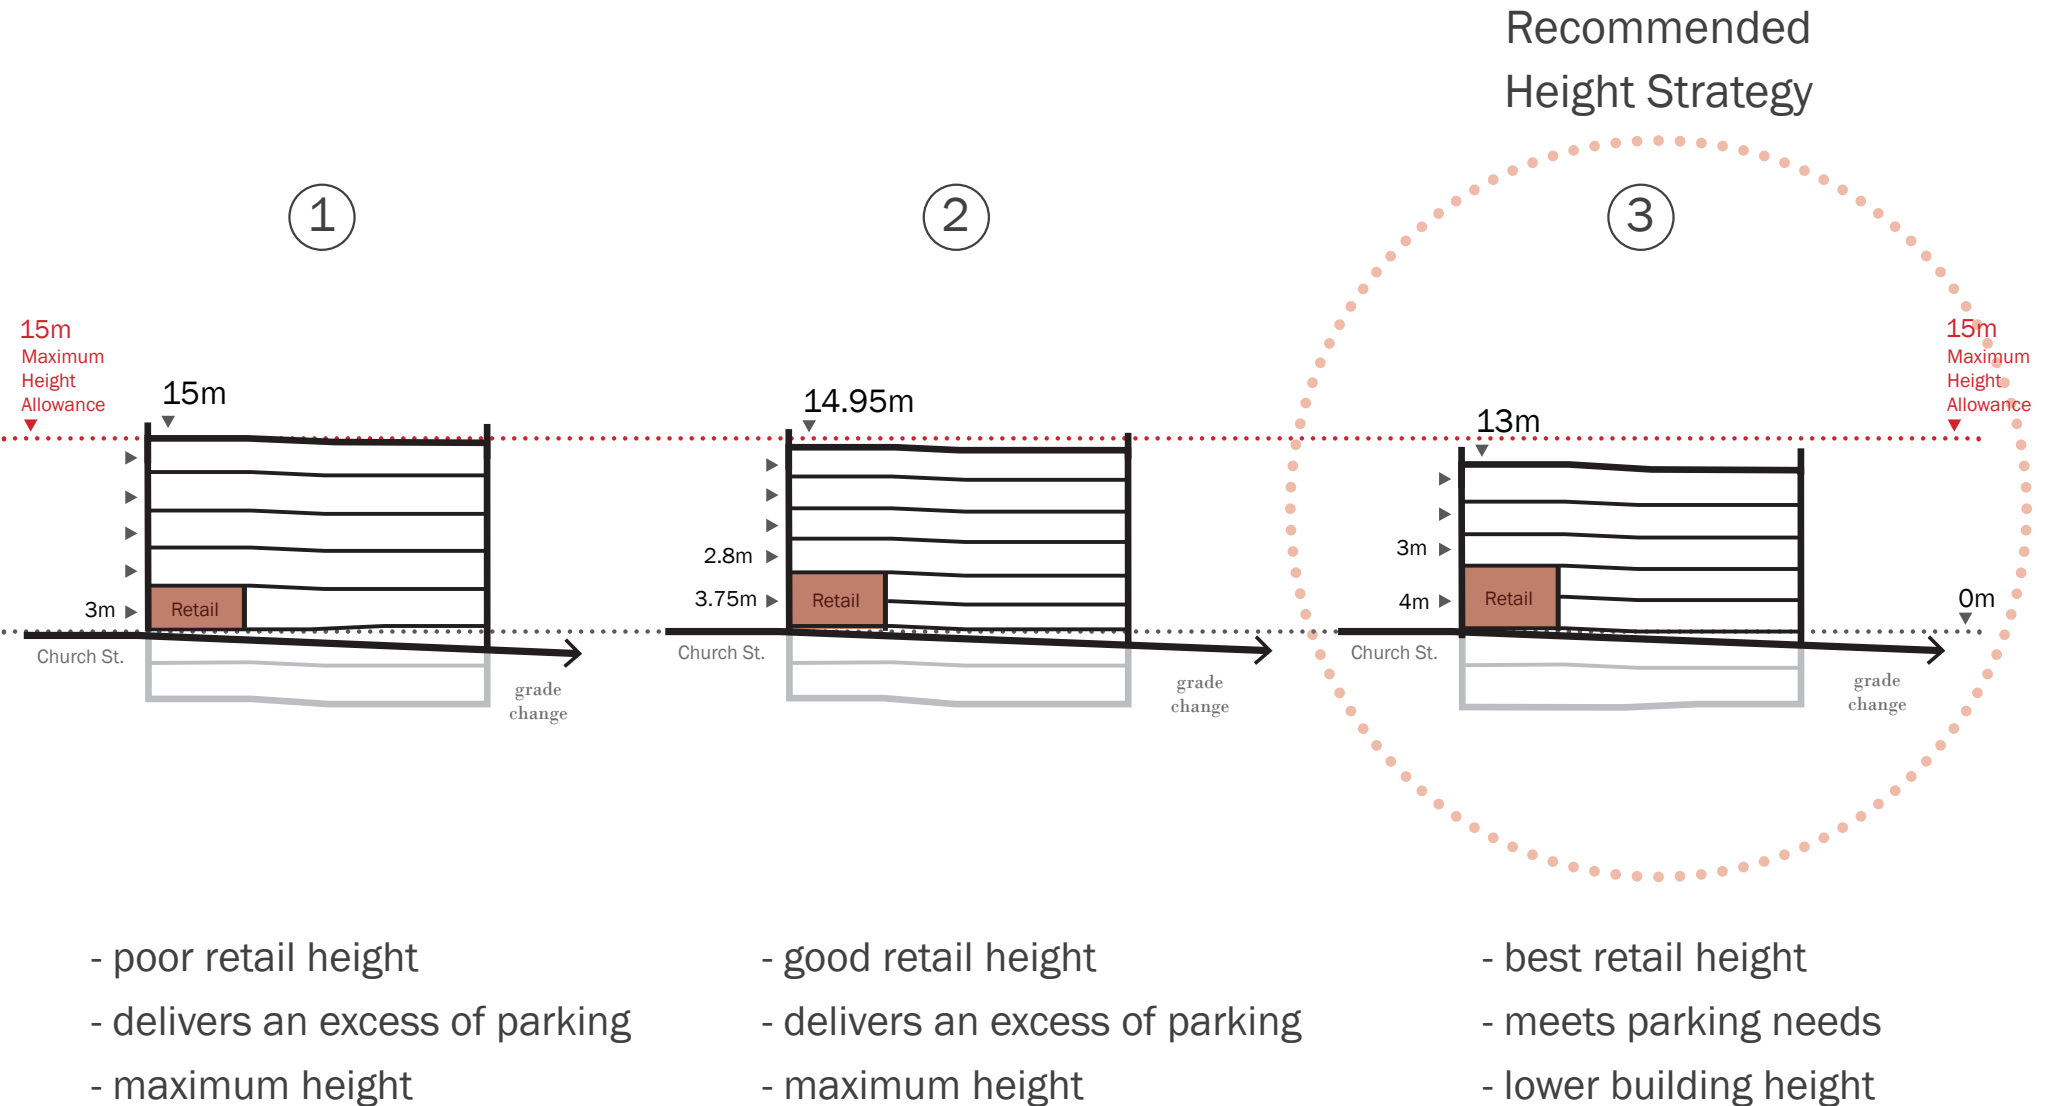 Recommended
Height Strategy
1
2
3
15m
Maximum
Height
Allowance
15m
14.95m
13m
15m
Maximum
Height
Allowance
2.8m
3m
3m
Retail
3.75m
Retail
4m
Retail
0m
Church St.
Church St.
Church St.
grade
change
grade
change
grade
change
- poor retail height
- delivers an excess of parking
- maximum height
- good retail height
- delivers an excess of parking
- maximum height
- best retail height
- meets parking needs
- lower building height